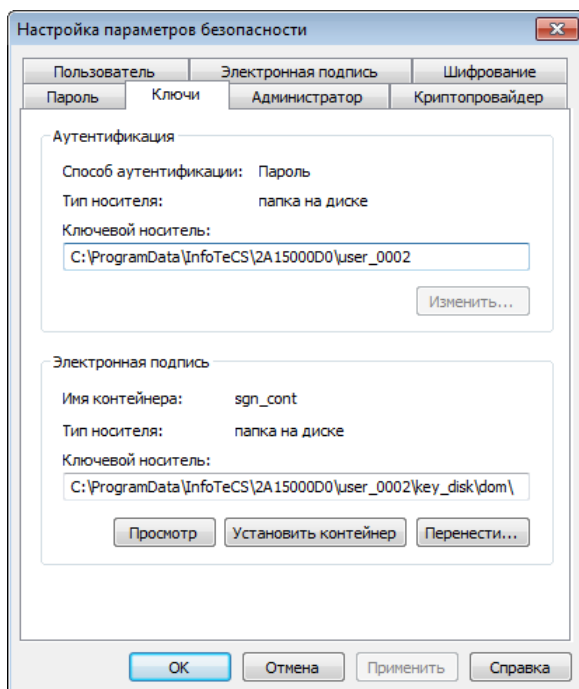 Настройка параметров безопасности
Пользователь Электронная подпись Шифрование
Пароль Ключи Администратор Криптопровайдер
Аутентификация
Способ аутентификации: Пароль
Тип носителя: папка на диске
Ключевой носитель:
C:\ProgramData\InfoTeCS\2A15000D0\user_0002
Изменить...
Электронная подпись
Имя контейнера: sgn_cont
Тип носителя: папка на диске
Ключевой носитель:
C:\ProgramData\InfoTeCS\2A15000D0\user_0002\key_disk\dom\
Просмотр Установить контейнер Перенести...
ОК Отмена Применить Справка